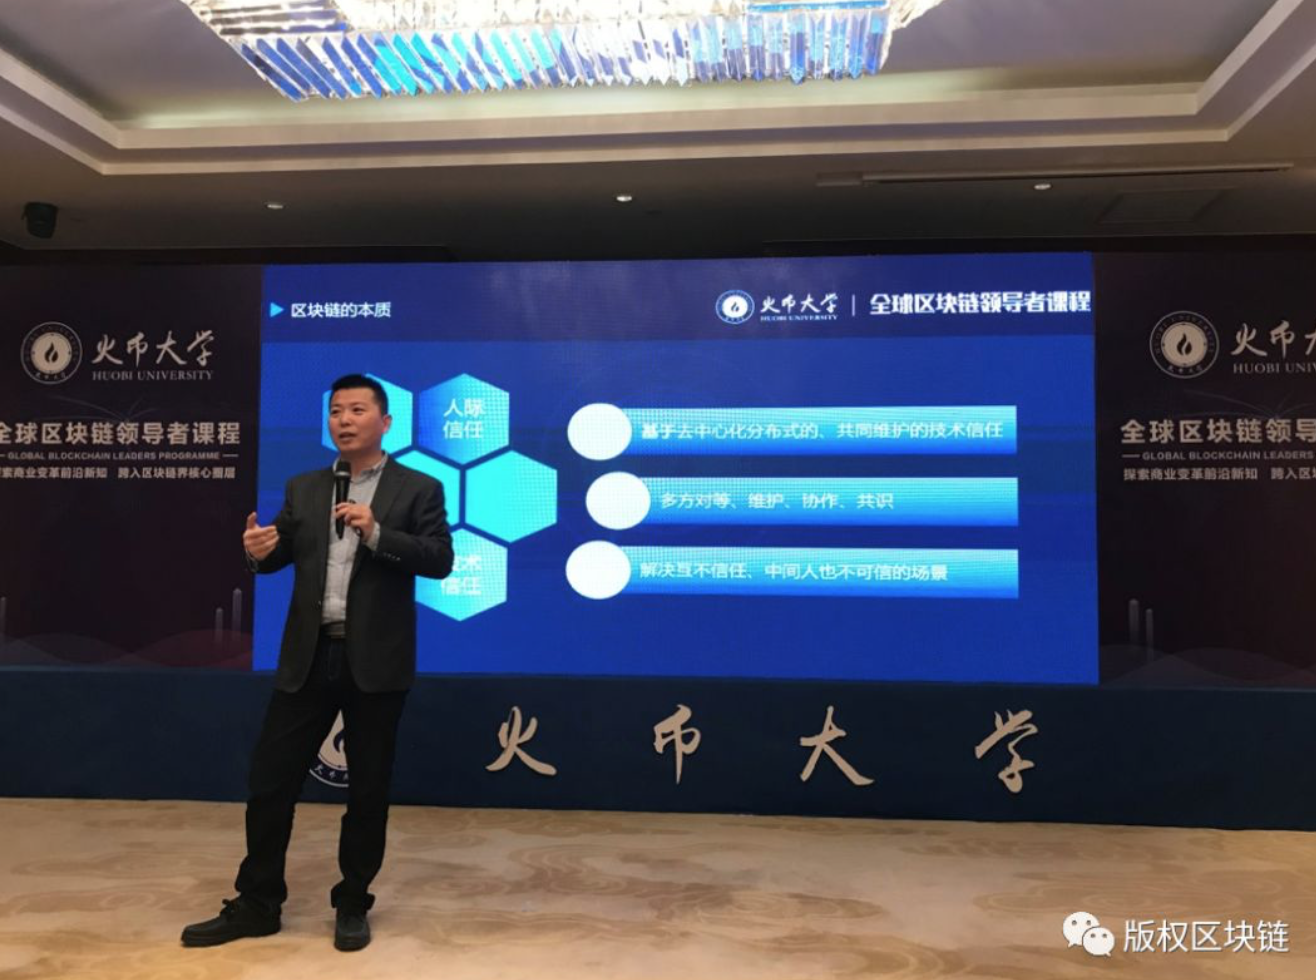 区块链的本质
火币大学
HUOBI UNIVERSITY
全球区块链领导者课程
火币大学
HUOBI UNIVERSITY
全球区块链领导者课程
GLOBAL BLOCKCHAIN LEADERS PROGRAMME
探索商业变革前沿新知 跨入区块链界核心圈层
人际
信任
术
信任
基于去中心化分布式的、共同维护的技术信任
多方对等、维护、协作、共识
解决互不信任、中间人也不可信的场景
火币大
HUOBI
全球区块链领导
GLOBAL BLOCKCHAIN LEADERS
探索商业变革前沿新知 跨入区
火币大学
版权区块链